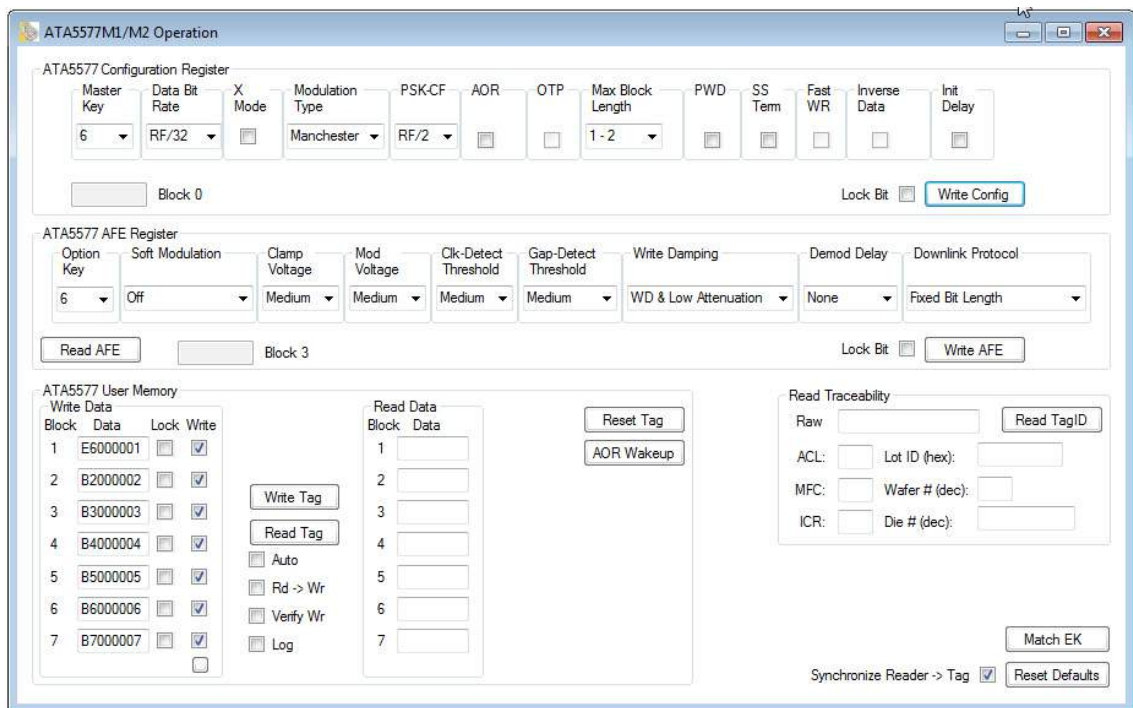 ATA5577M1/M2 Operation
ATA5577 Configuration Register
Master Key Data Bit Rate X Mode Modulation Type PSK-CF AOR OTP Max Block Length PWD SS Term Fast WR Inverse Data Init Delay
6 RF/32 Manchester RF/2 1 - 2
Block 0 Lock Bit Write Config
ATA5577 AFE Register
Option Key Soft Modulation Clamp Voltage Mod Voltage Clk-Detect Threshold Gap-Detect Threshold Write Damping Demod Delay Downlink Protocol
6 Off Medium Medium Medium Medium WD & Low Attenuation None Fixed Bit Length
Read AFE Block 3 Lock Bit Write AFE
ATA5577 User Memory
Write Data
Block Data Lock Write
1 E6000001
2 B2000002
3 B3000003
4 B4000004
5 B5000005
6 B6000006
7 B7000007
Write Tag
Read Tag
Auto
Rd -> Wr
Verify Wr
Log
Read Data
Block Data
1
2
3
4
5
6
7
Reset Tag
AOR Wakeup
Read Traceability
Raw Read TagID
ACL: Lot ID (hex):
MFC: Wafer # (dec):
ICR: Die # (dec):
Match EK
Synchronize Reader -> Tag Reset Defaults